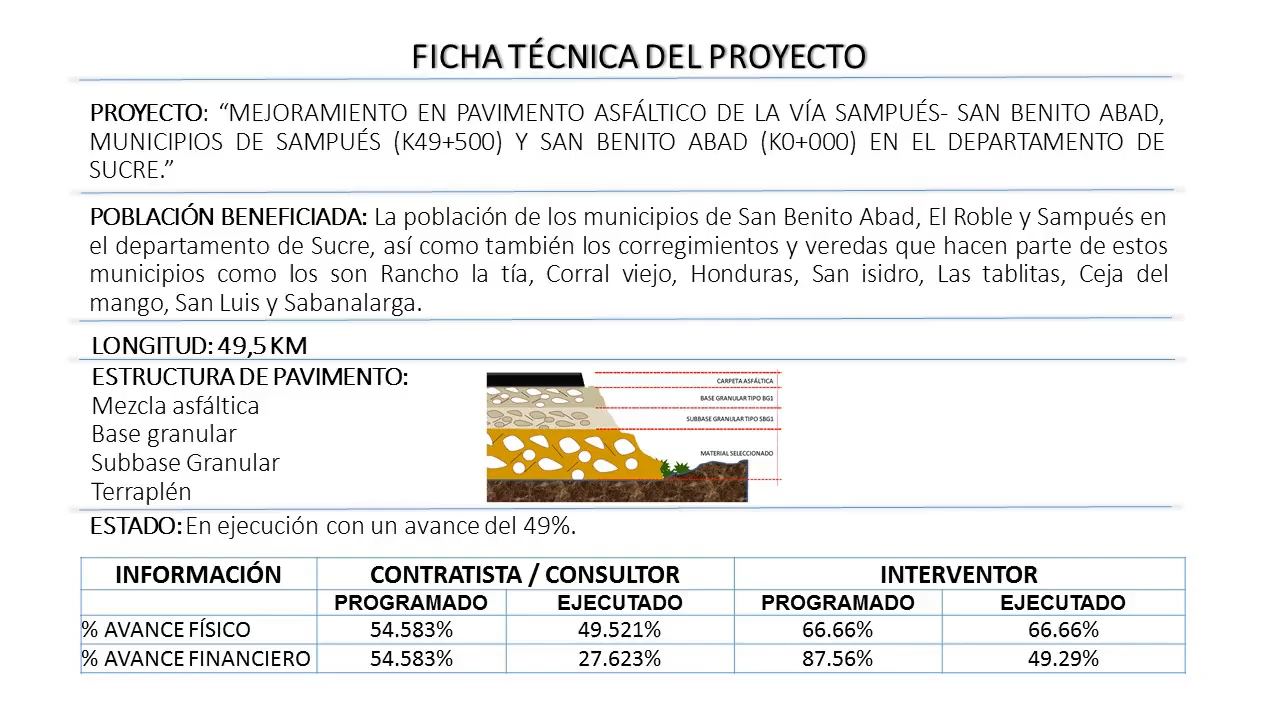 FICHA TÉCNICA DEL PROYECTO
PROYECTO: “MEJORAMIENTO EN PAVIMENTO ASFÁLTICO DE LA VÍA SAMPUÉS- SAN BENITO ABAD,
MUNICIPIOS DE SAMPUÉS (K49+500) Y SAN BENITO ABAD (K0+000) EN EL DEPARTAMENTO DE
SUCRE.”
POBLACIÓN BENEFICIADA: La población de los municipios de San Benito Abad, El Roble y Sampués en
el departamento de Sucre, así como también los corregimientos y veredas que hacen parte de estos
municipios como los son Rancho la tía, Corral viejo, Honduras, San isidro, Las tablitas, Ceja del
mango, San Luis y Sabanalarga.
LONGITUD: 49,5 KM
ESTRUCTURA DE PAVIMENTO:
Mezcla asfáltica
Base granular
Subbase Granular
Terraplén
CARPETA ASFÁLTICA
BASE GRANULAR TIPO BG1
SUBBASE GRANULAR TIPO SBG1
MATERIAL SELECCIONADO
ESTADO: En ejecución con un avance del 49%.
INFORMACIÓN CONTRATISTA / CONSULTOR INTERVENTOR
PROGRAMADO EJECUTADO PROGRAMADO EJECUTADO
% AVANCE FÍSICO 54.583% 49.521% 66.66% 66.66%
% AVANCE FINANCIERO 54.583% 27.623% 87.56% 49.29%